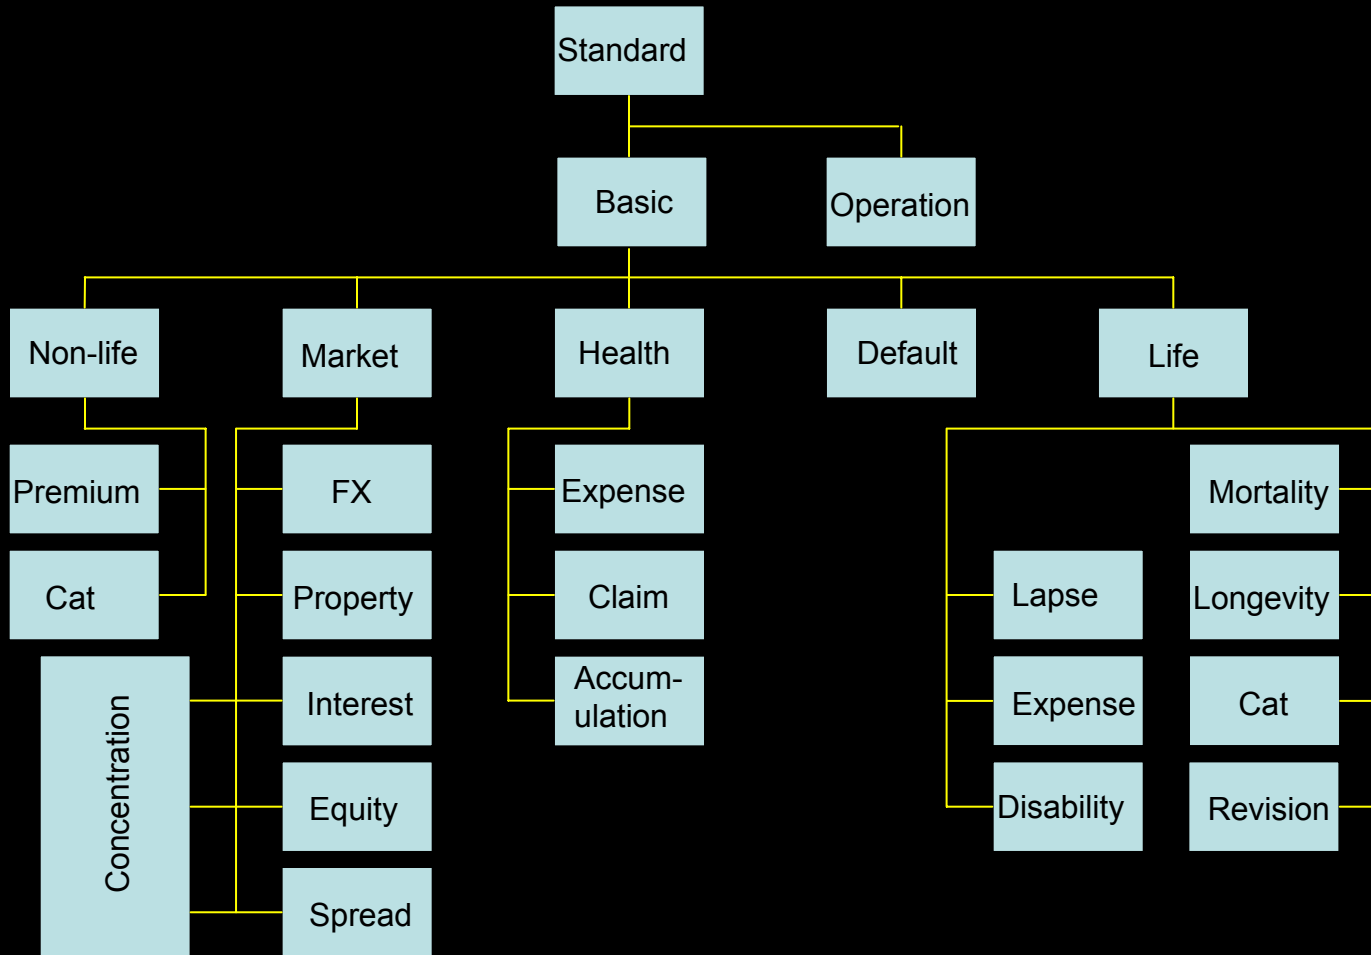 Standard
Basic
Operation
Non-life
Market
Health
Default
Life
Premium
FX
Expense
Mortality
Cat
Property
Claim
Lapse
Longevity
Concentration
Interest
Accum-
ulation
Expense
Cat
Equity
Disability
Revision
Spread